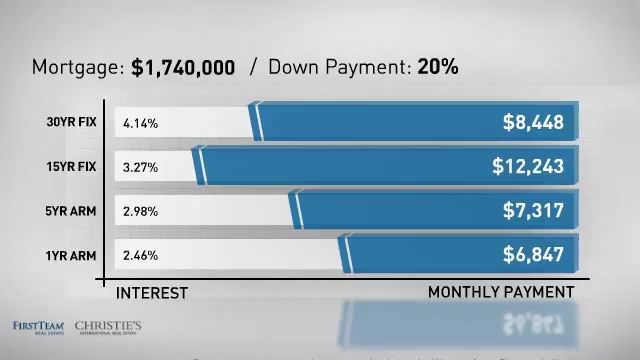 Mortgage: $1,740,000 / Down Payment: 20%
30YR FIX 4.14% $8,448
15YR FIX 3.27% $12,243
5YR ARM 2.98% $7,317
1YR ARM 2.46% $6,847
INTEREST MONTHLY PAYMENT
FIRSTTEAM CHRISTIE'S
REAL ESTATE INTERNATIONAL REAL ESTATE